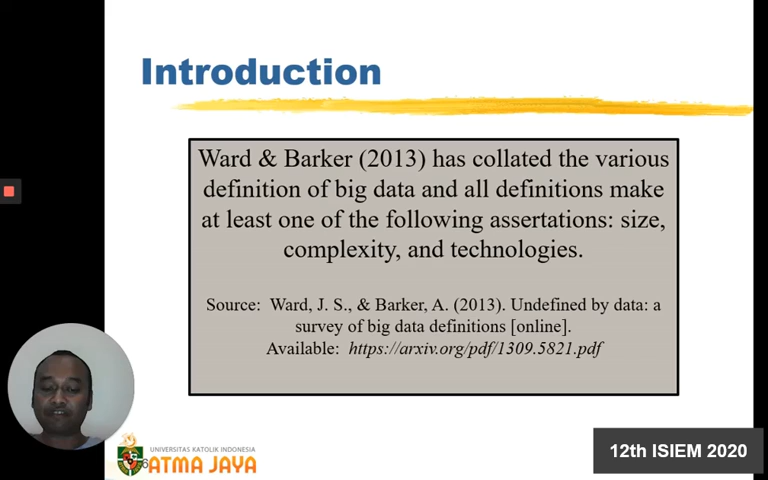 Introduction
Ward & Barker (2013) has collated the various
definition of big data and all definitions make
at least one of the following assertations: size,
complexity, and technologies.
Source: Ward, J. S., & Barker, A. (2013). Undefined by data: a
survey of big data definitions [online].
Available: https://arxiv.org/pdf/1309.5821.pdf
UNIVERSITAS KATOLIK INDONESIA
6
ATMA JAYA
12th ISIEM 2020